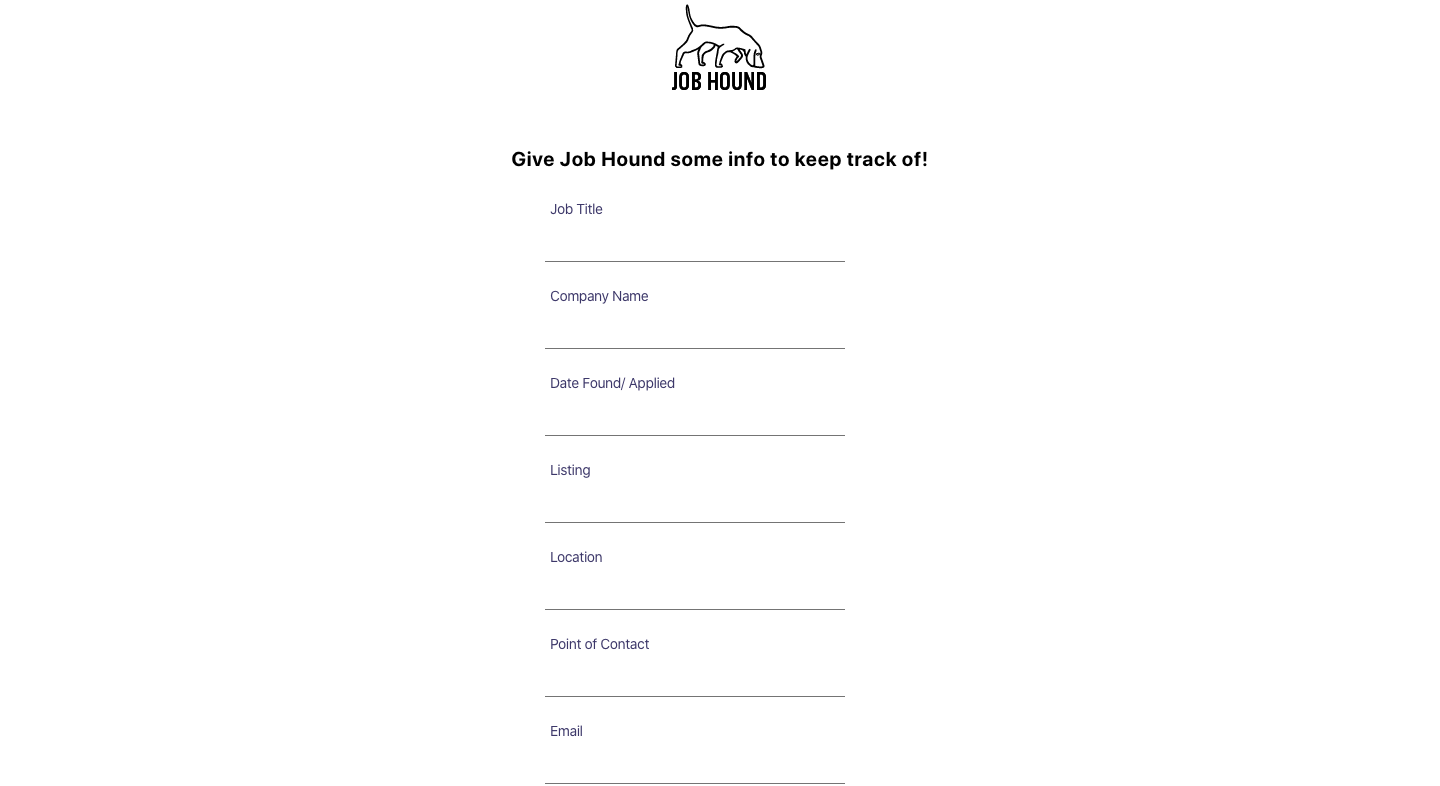 JOB HOUND
Give Job Hound some info to keep track of!
Job Title
Company Name
Date Found/ Applied
Listing
Location
Point of Contact
Email